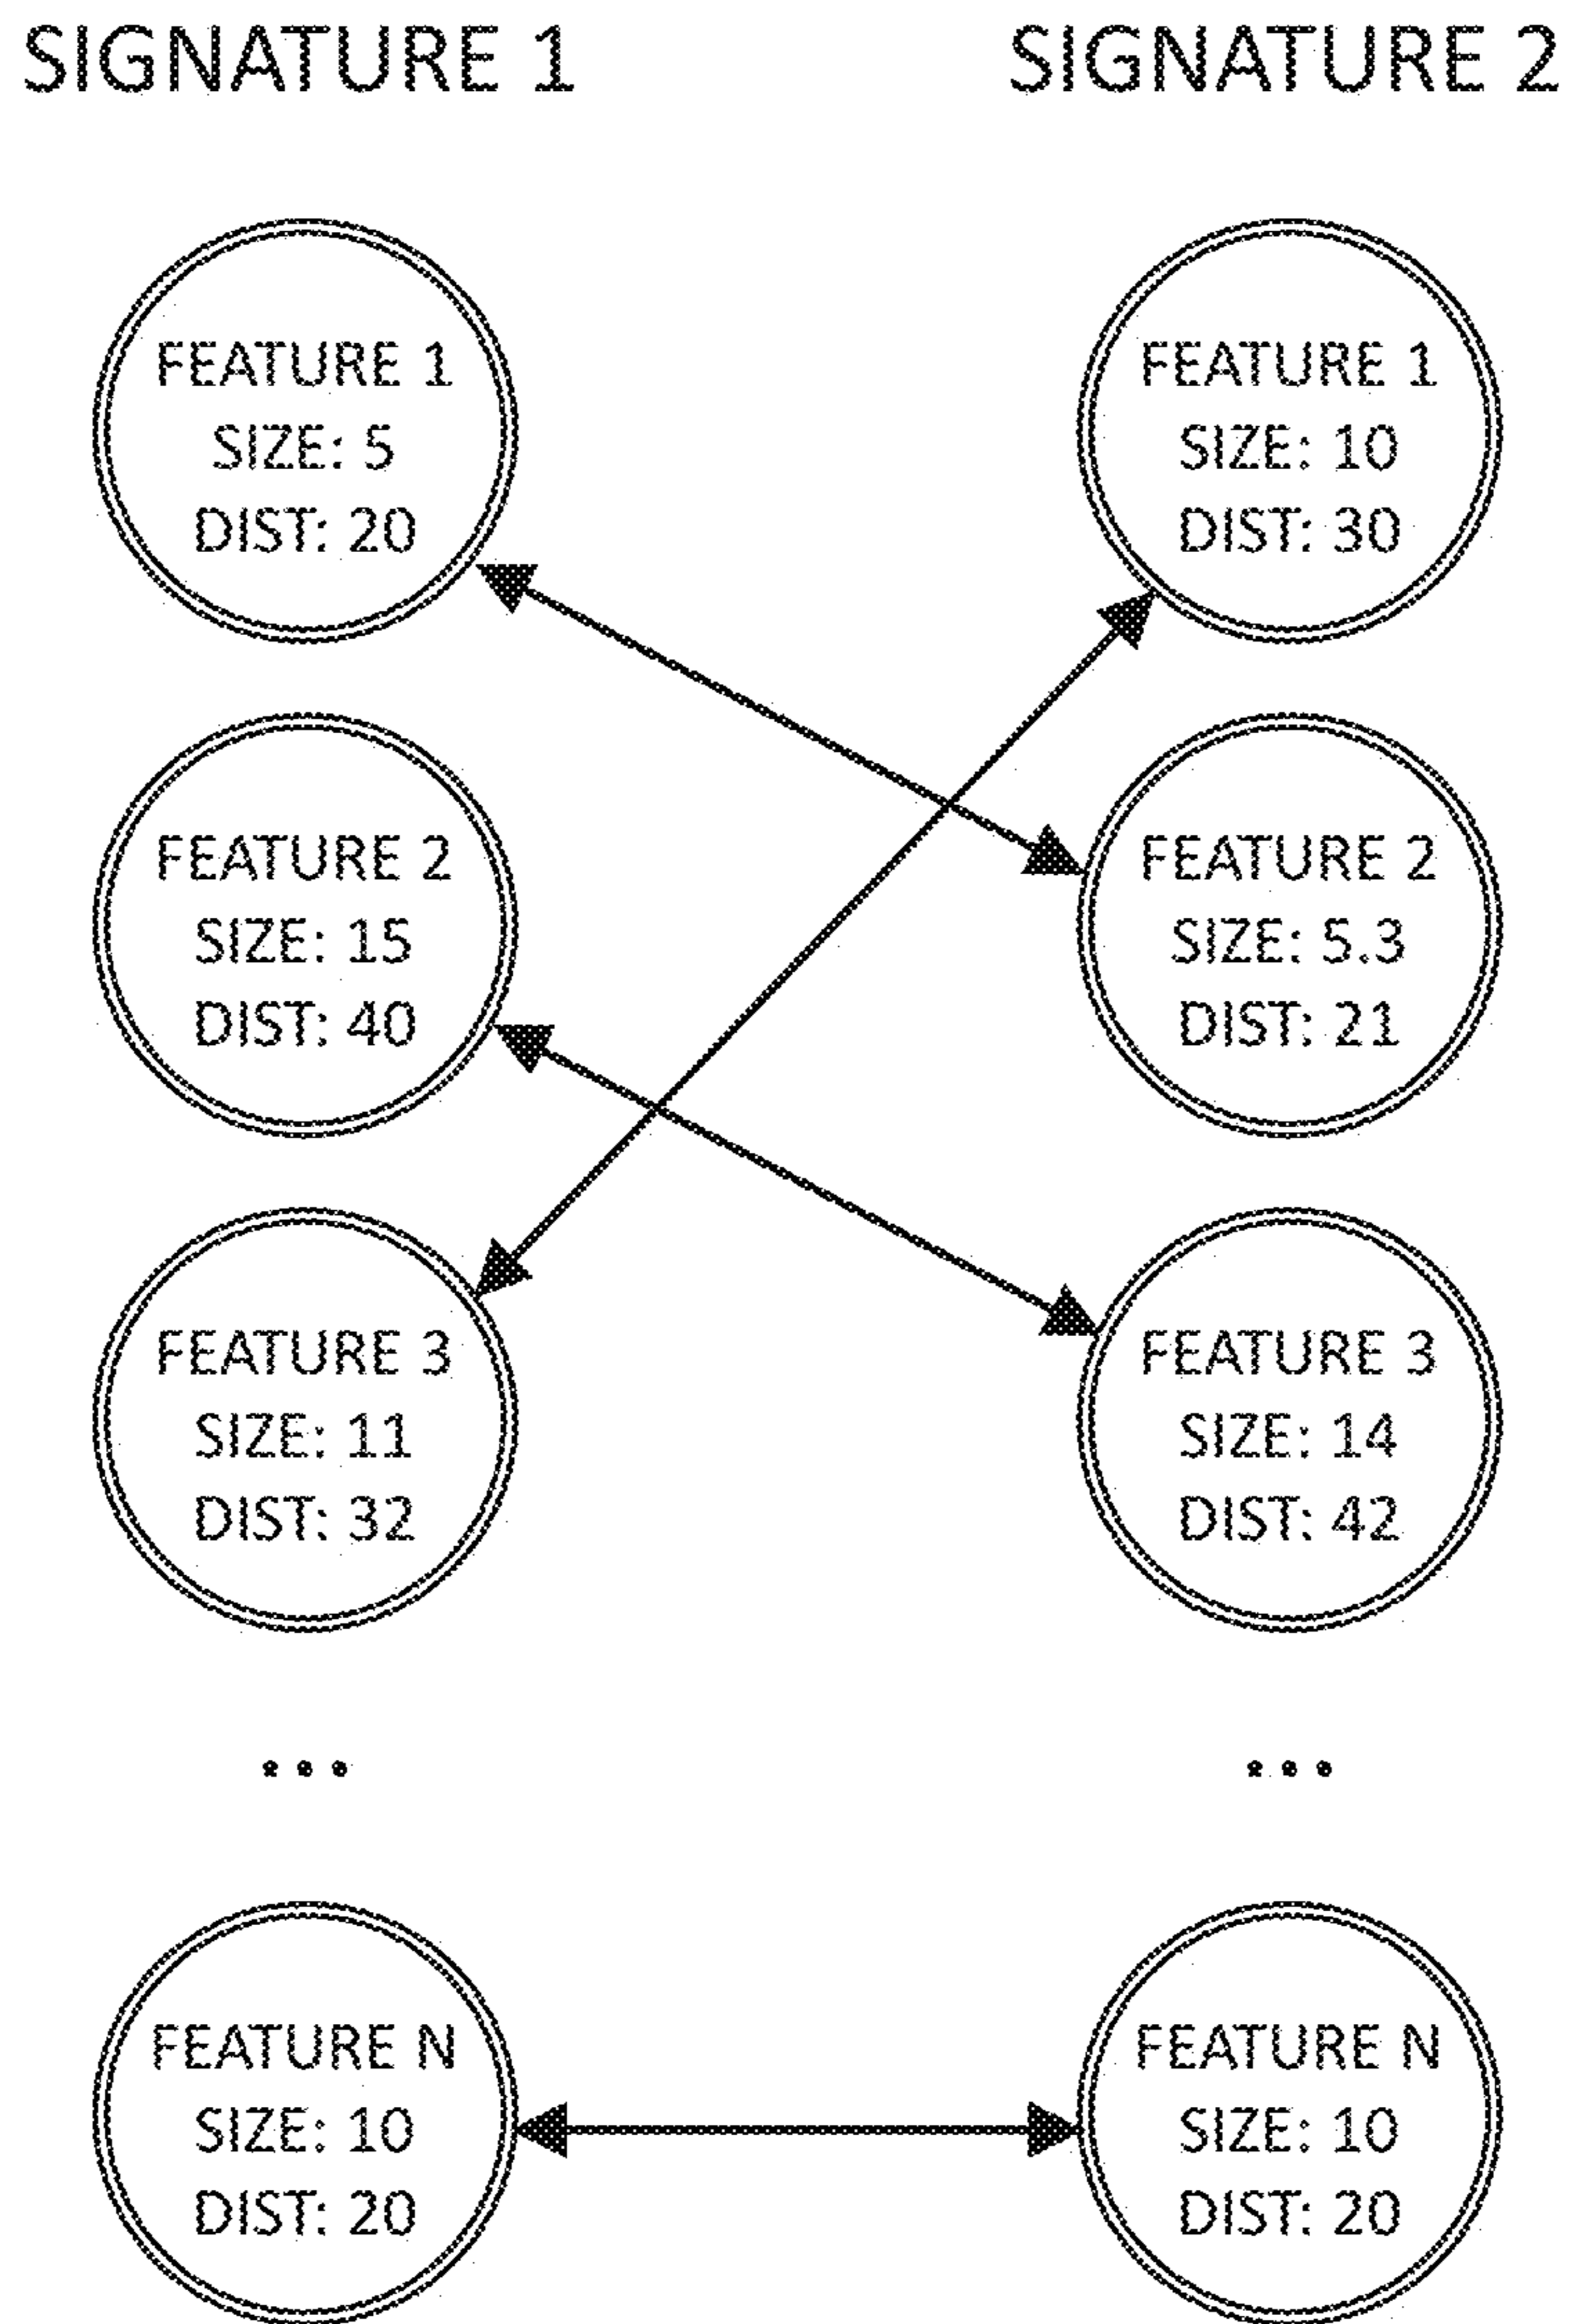 SIGNATURE 1
SIGNATURE 2
FEATURE 1
SIZE: 5
DIST: 20
FEATURE 1
SIZE: 10
DIST: 30
FEATURE 2
SIZE: 15
DIST: 40
FEATURE 2
SIZE: 5.3
DIST: 21
FEATURE 3
SIZE: 11
DIST: 32
FEATURE 3
SIZE: 14
DIST: 42
...
...
FEATURE N
SIZE: 10
DIST: 20
FEATURE N
SIZE: 10
DIST: 20